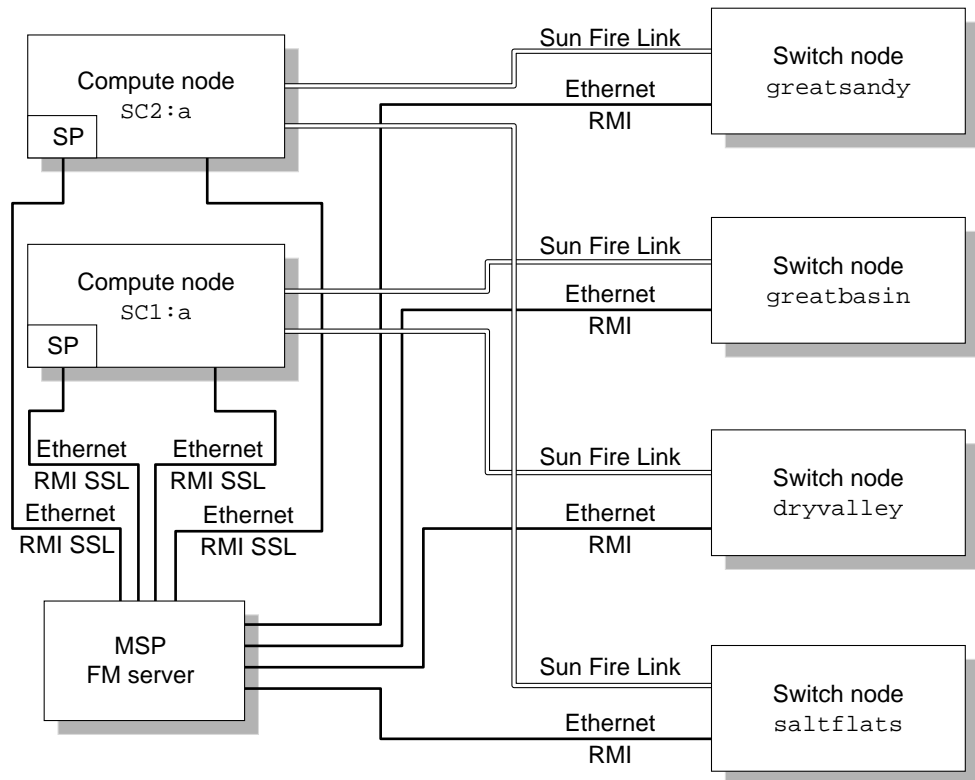 Sun Fire Link
Compute node
SC2:a
SP
Ethernet
RMI
Switch node
greatsandy
Sun Fire Link
Compute node
SC1:a
SP
Ethernet
RMI
Switch node
greatbasin
Ethernet
RMI SSL
Ethernet
RMI SSL
Ethernet
RMI SSL
Ethernet
RMI SSL
Sun Fire Link
Ethernet
RMI
Switch node
dryvalley
MSP
FM server
Sun Fire Link
Ethernet
RMI
Switch node
saltflats